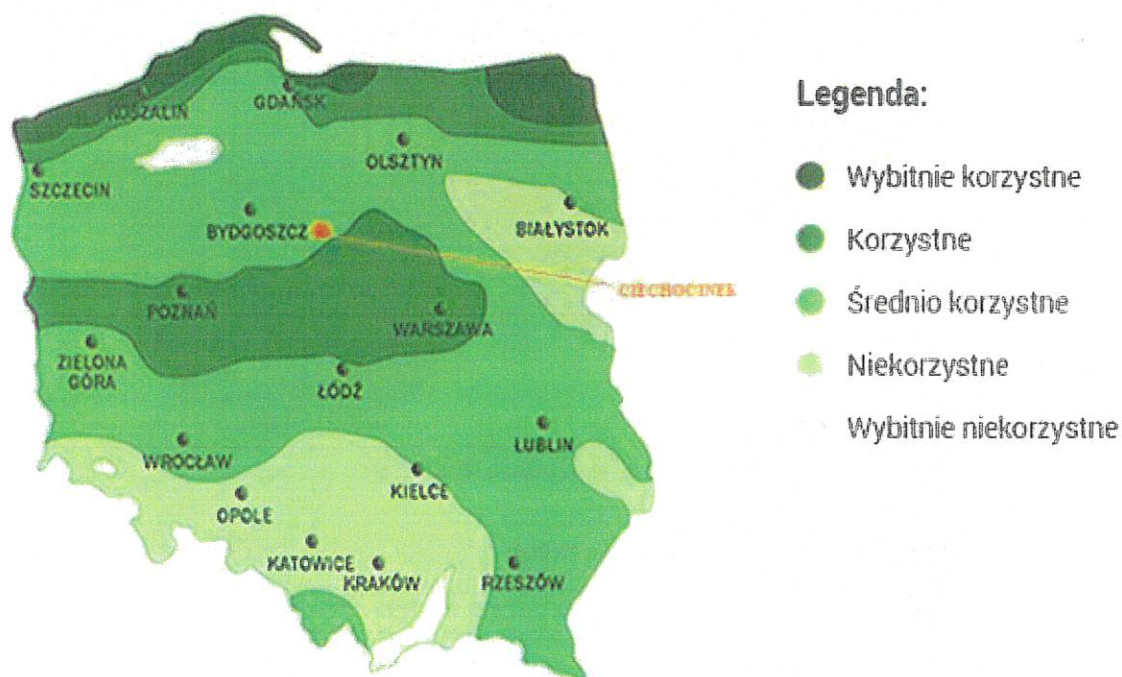 KOSZALIN
GDAŃSK
OLSZTYN
SZCZECIN
BYDGOSZCZ
BIAŁYSTOK
CIECHOCINEK
POZNAŃ
WARSZAWA
ZIELONA
GÓRA
ŁÓDŹ
LUBLIN
WROCŁAW
KIELCE
OPOLE
KATOWICE
KRAKÓW
RZESZÓW
Legenda:
Wybitnie korzystne
Korzystne
Średnio korzystne
Niekorzystne
Wybitnie niekorzystne